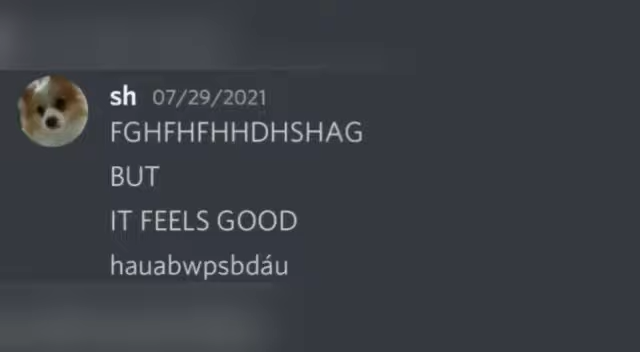 sh 07/29/2021
FGHFHFHHDHSHAG
BUT
IT FEELS GOOD
hauabwpsbdáu